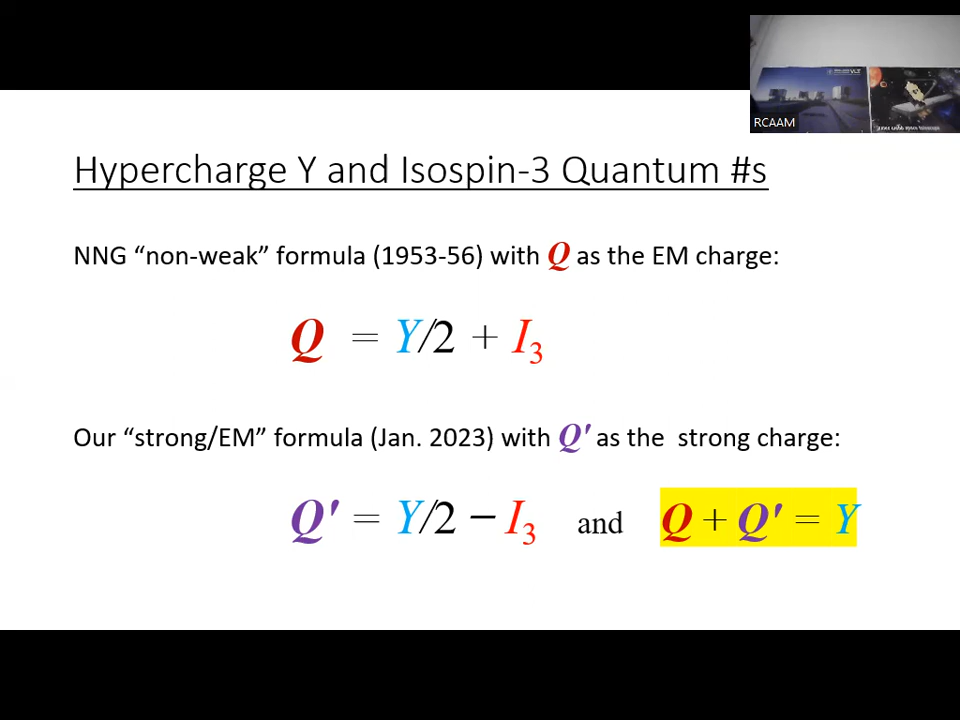 RCAAM
Hypercharge Y and Isospin-3 Quantum #s
NNG “non-weak” formula (1953-56) with Q as the EM charge:
Q = Y/2 + I₃
Our “strong/EM” formula (Jan. 2023) with Q′ as the strong charge:
Q′ = Y/2 − I₃ and Q + Q′ = Y